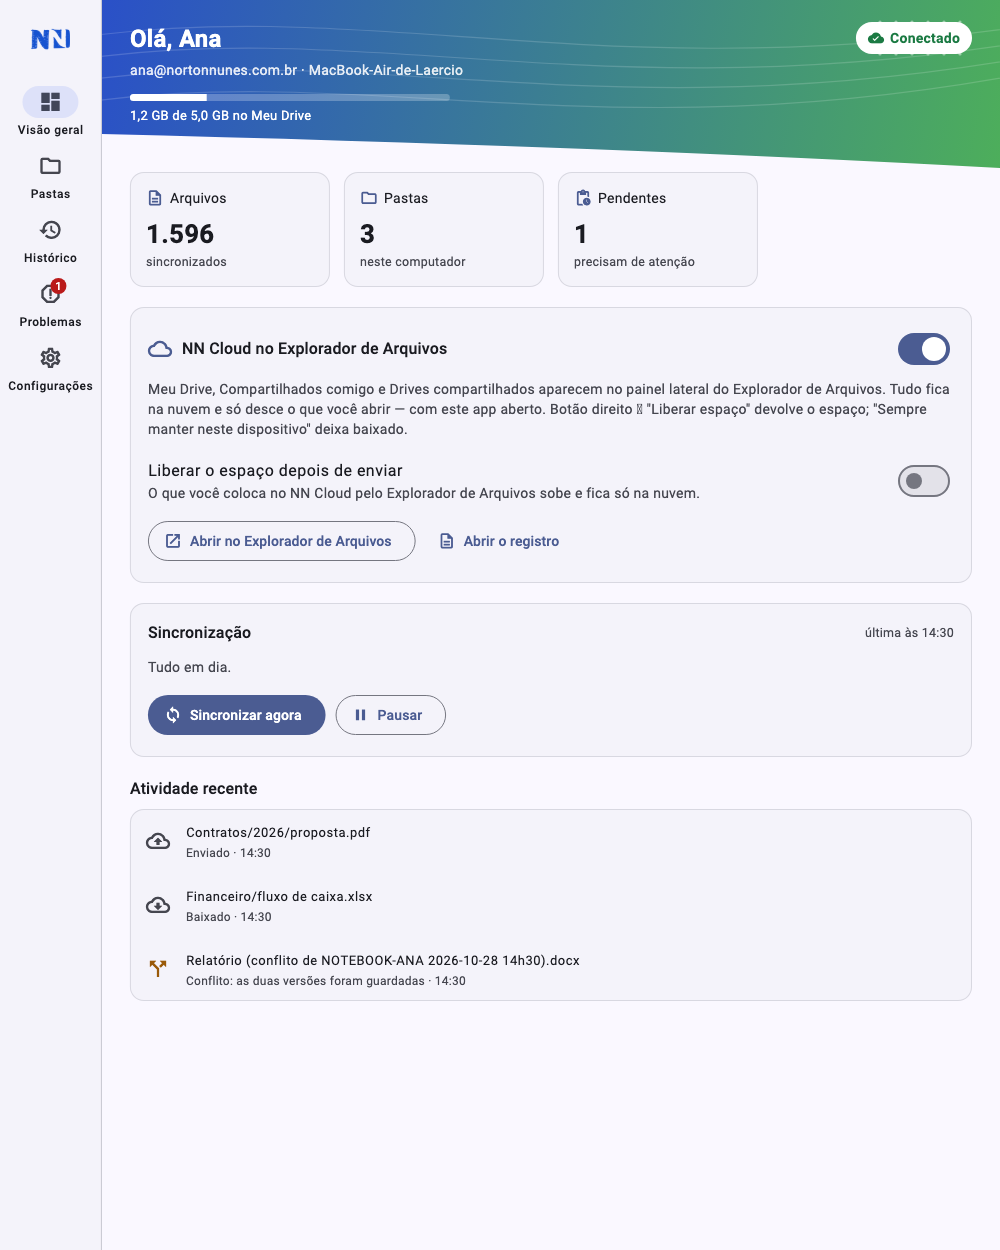 NN
Visão geral
Pastas
Histórico
1
Problemas
Configurações
Olá, Ana
Conectado
ana@nortonnunes.com.br · MacBook-Air-de-Laercio
1,2 GB de 5,0 GB no Meu Drive
Arquivos
1.596
sincronizados
Pastas
3
neste computador
Pendentes
1
precisam de atenção
NN Cloud no Explorador de Arquivos
Meu Drive, Compartilhados comigo e Drives compartilhados aparecem no painel lateral do Explorador de Arquivos. Tudo fica
na nuvem e só desce o que você abrir — com este app aberto. Botão direito "Liberar espaço" devolve o espaço; "Sempre
manter neste dispositivo" deixa baixado.
Liberar o espaço depois de enviar
O que você coloca no NN Cloud pelo Explorador de Arquivos sobe e fica só na nuvem.
Abrir no Explorador de Arquivos
Abrir o registro
Sincronização
última às 14:30
Tudo em dia.
Sincronizar agora
Pausar
Atividade recente
Contratos/2026/proposta.pdf
Enviado · 14:30
Financeiro/fluxo de caixa.xlsx
Baixado · 14:30
Relatório (conflito de NOTEBOOK-ANA 2026-10-28 14h30).docx
Conflito: as duas versões foram guardadas · 14:30